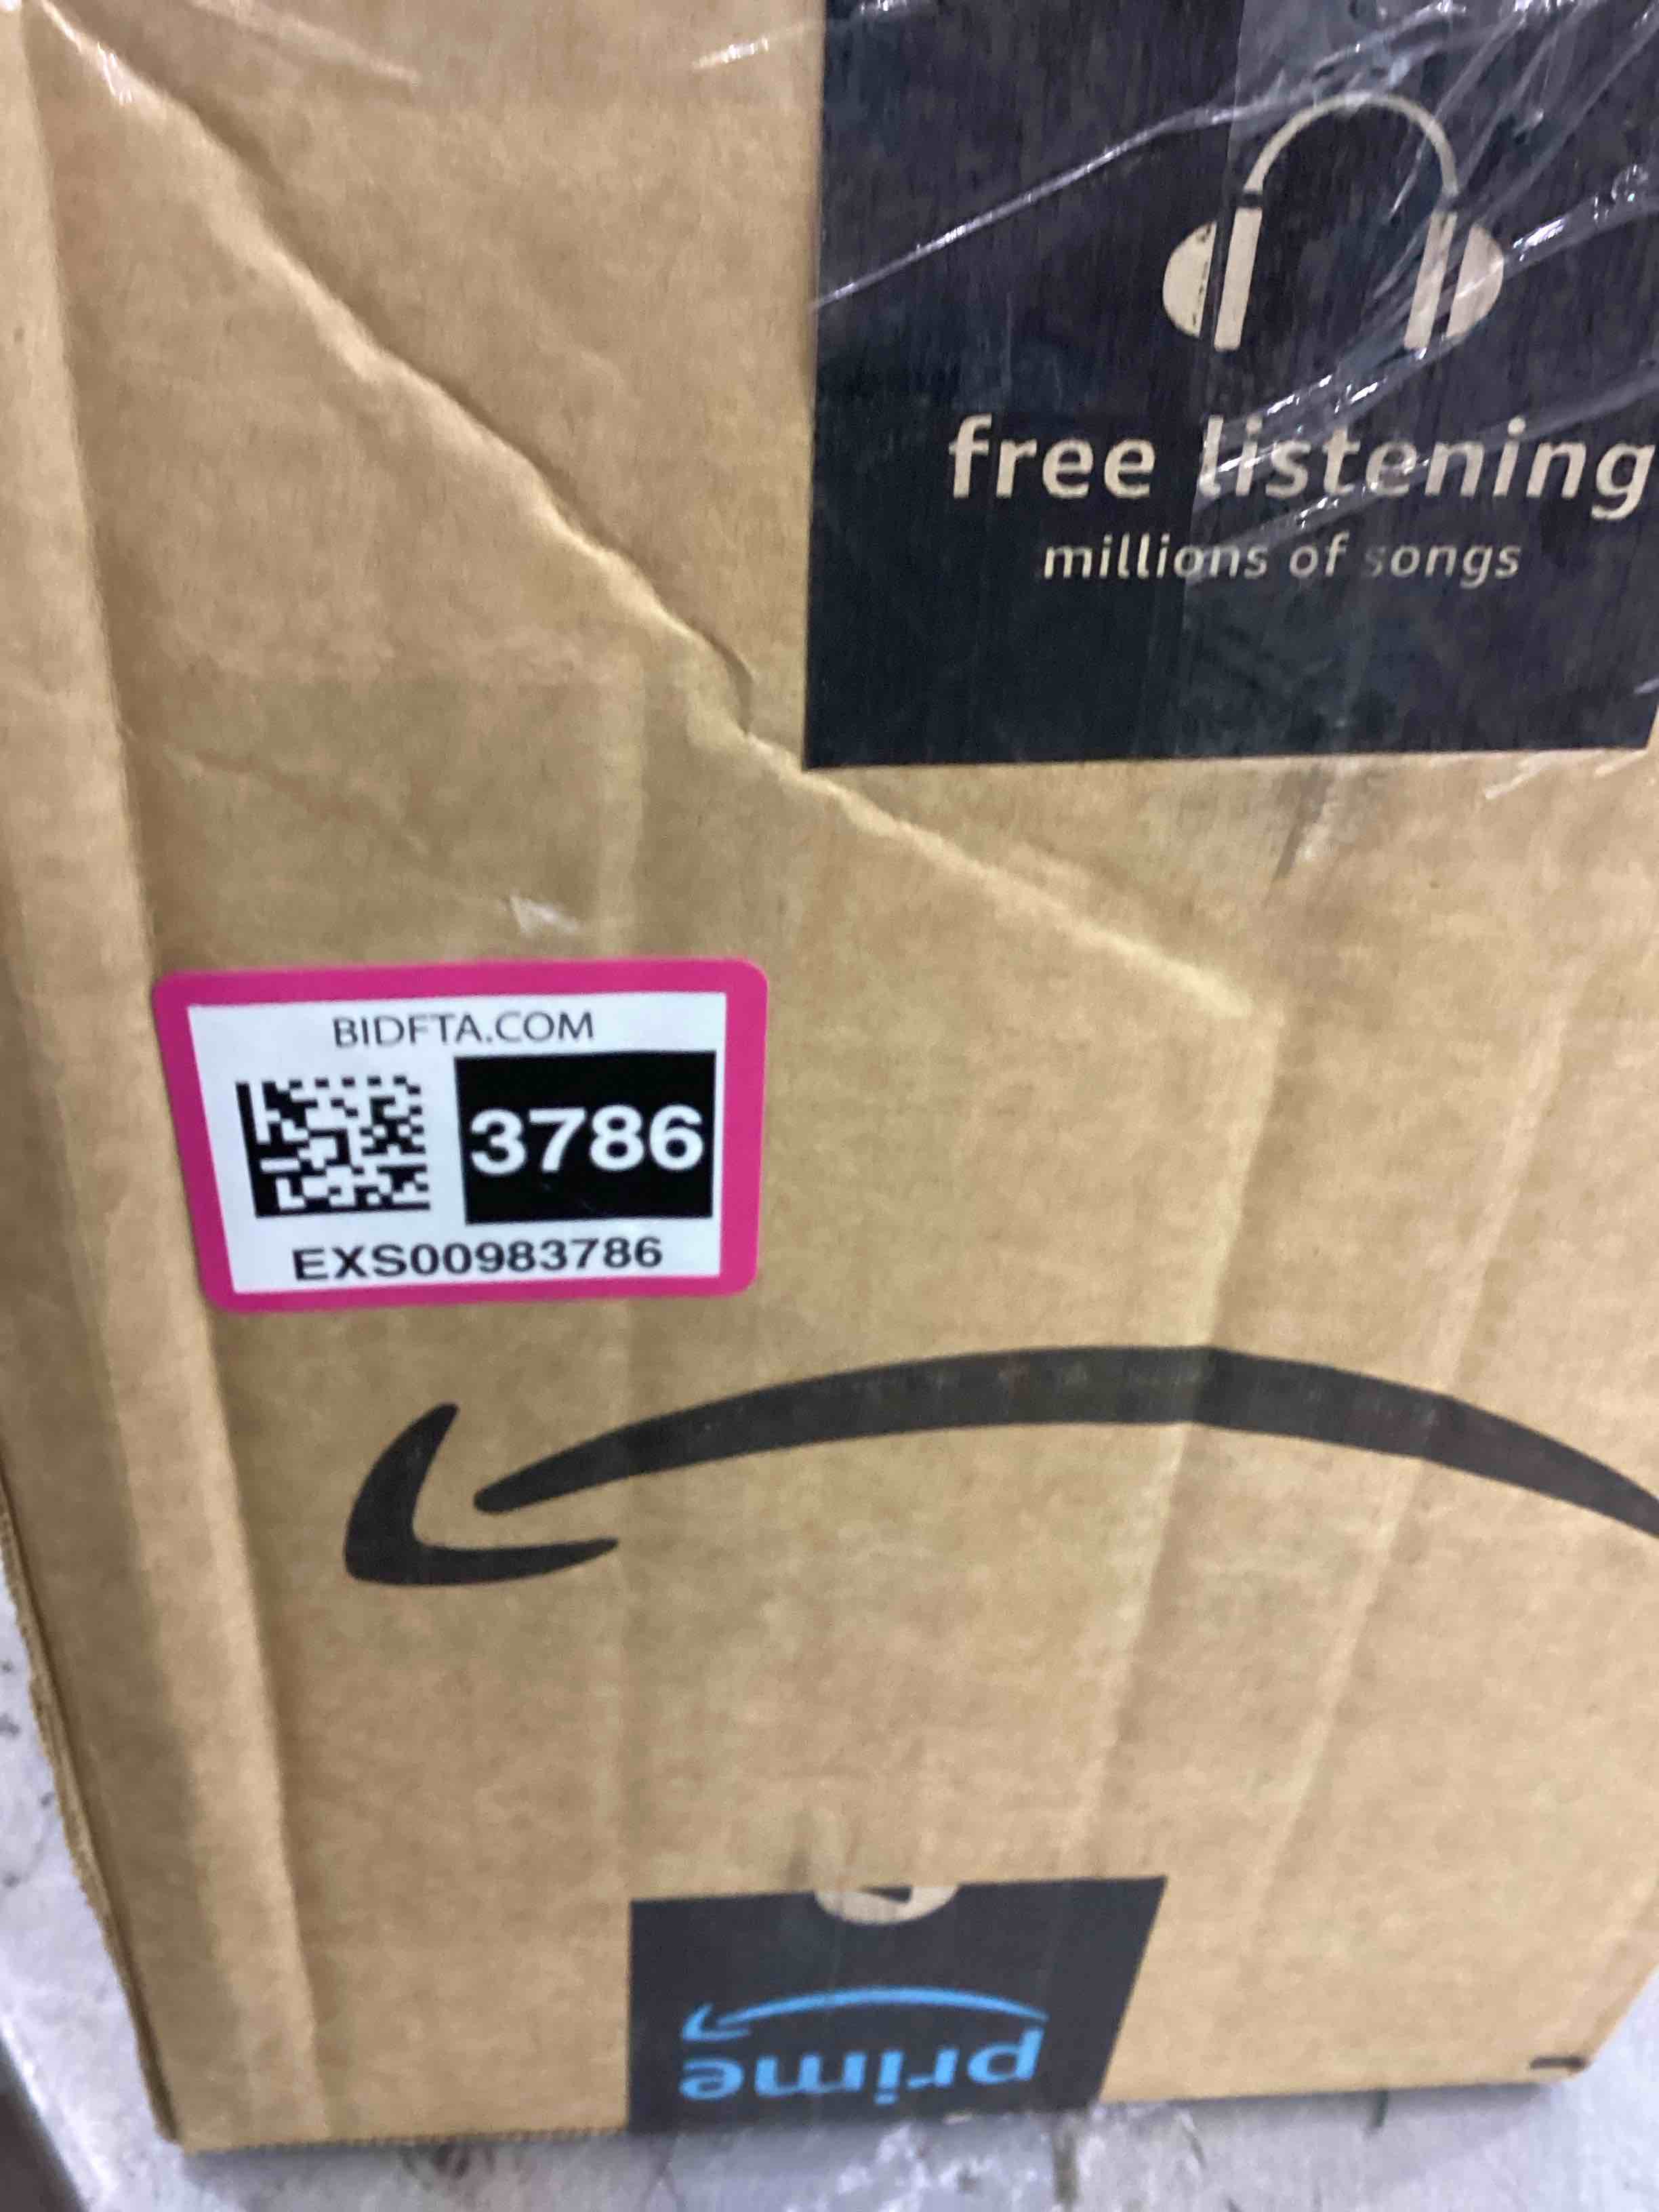 free listening
millions of songs
BIDFTA.COM
3786
EXS00983786
prime